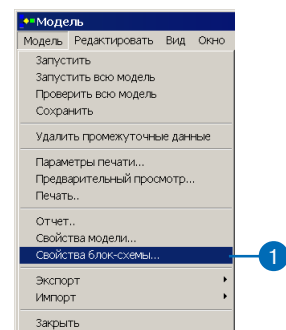 Модель
Модель Редактировать Вид Окно
Запустить
Запустить всю модель
Проверить всю модель
Сохранить
Удалить промежуточные данные
Параметры печати...
Предварительный просмотр...
Печать..
Отчет..
Свойства модели...
Свойства блок-схемы...
1
Экспорт
Импорт
Закрыть